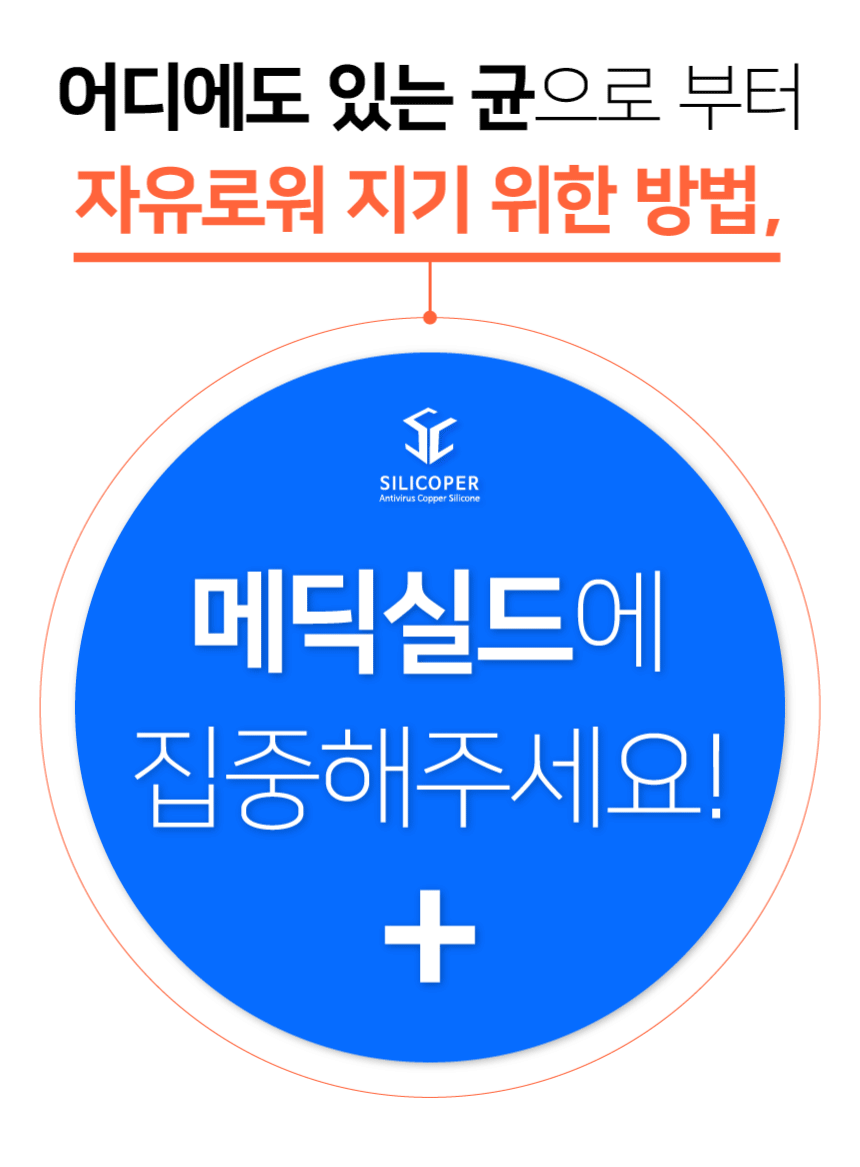 어디에도 있는 균으로 부터
자유로워 지기 위한 방법,
SILICOPER
Antivirus Copper Silicone
메딕실드에
집중해주세요!
+